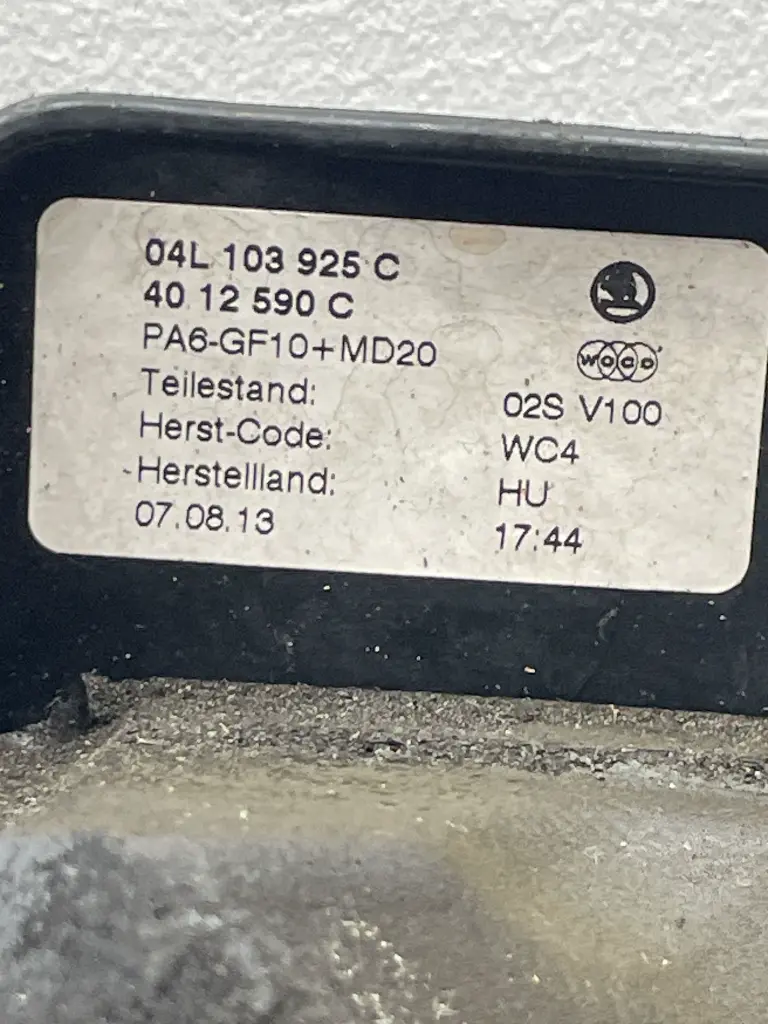 04L 103 925 C
40 12 590 C
PA6-GF10+MD20
WOCO
Teilestand: 02S V100
Herst-Code: WC4
Herstellland: HU
07.08.13 17:44